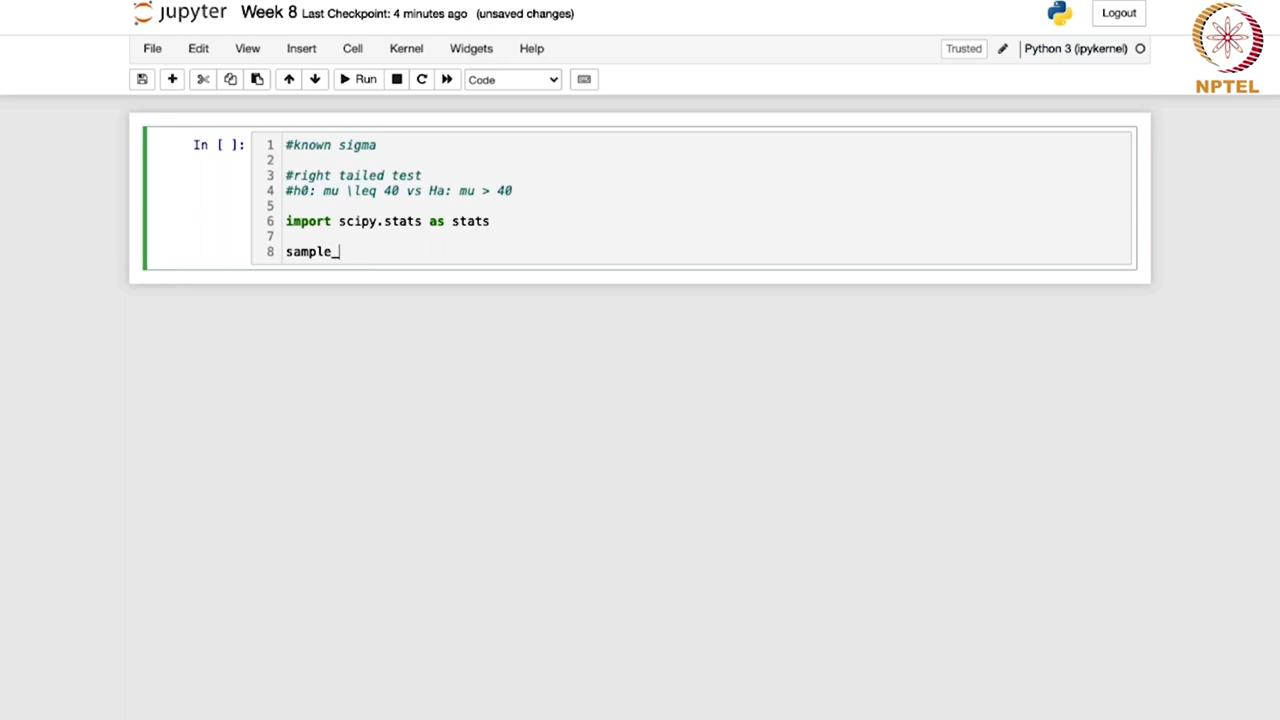 jupyter Week 8 Last Checkpoint: 4 minutes ago (unsaved changes)
Logout
File Edit View Insert Cell Kernel Widgets Help
Trusted Python 3 (ipykernel)
Run Code
NPTEL
In [ ]:
1 #known sigma
2
3 #right tailed test
4 #h0: mu \leq 40 vs Ha: mu > 40
5
6 import scipy.stats as stats
7
8 sample_